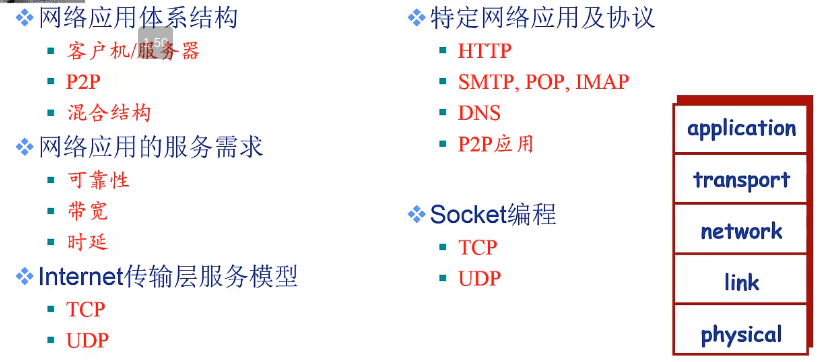 网络应用体系结构
客户机/服务器
P2P
混合结构
网络应用的服务需求
可靠性
带宽
时延
Internet传输层服务模型
TCP
UDP
特定网络应用及协议
HTTP
SMTP, POP, IMAP
DNS
P2P应用
Socket编程
TCP
UDP
application
transport
network
link
physical
1.50